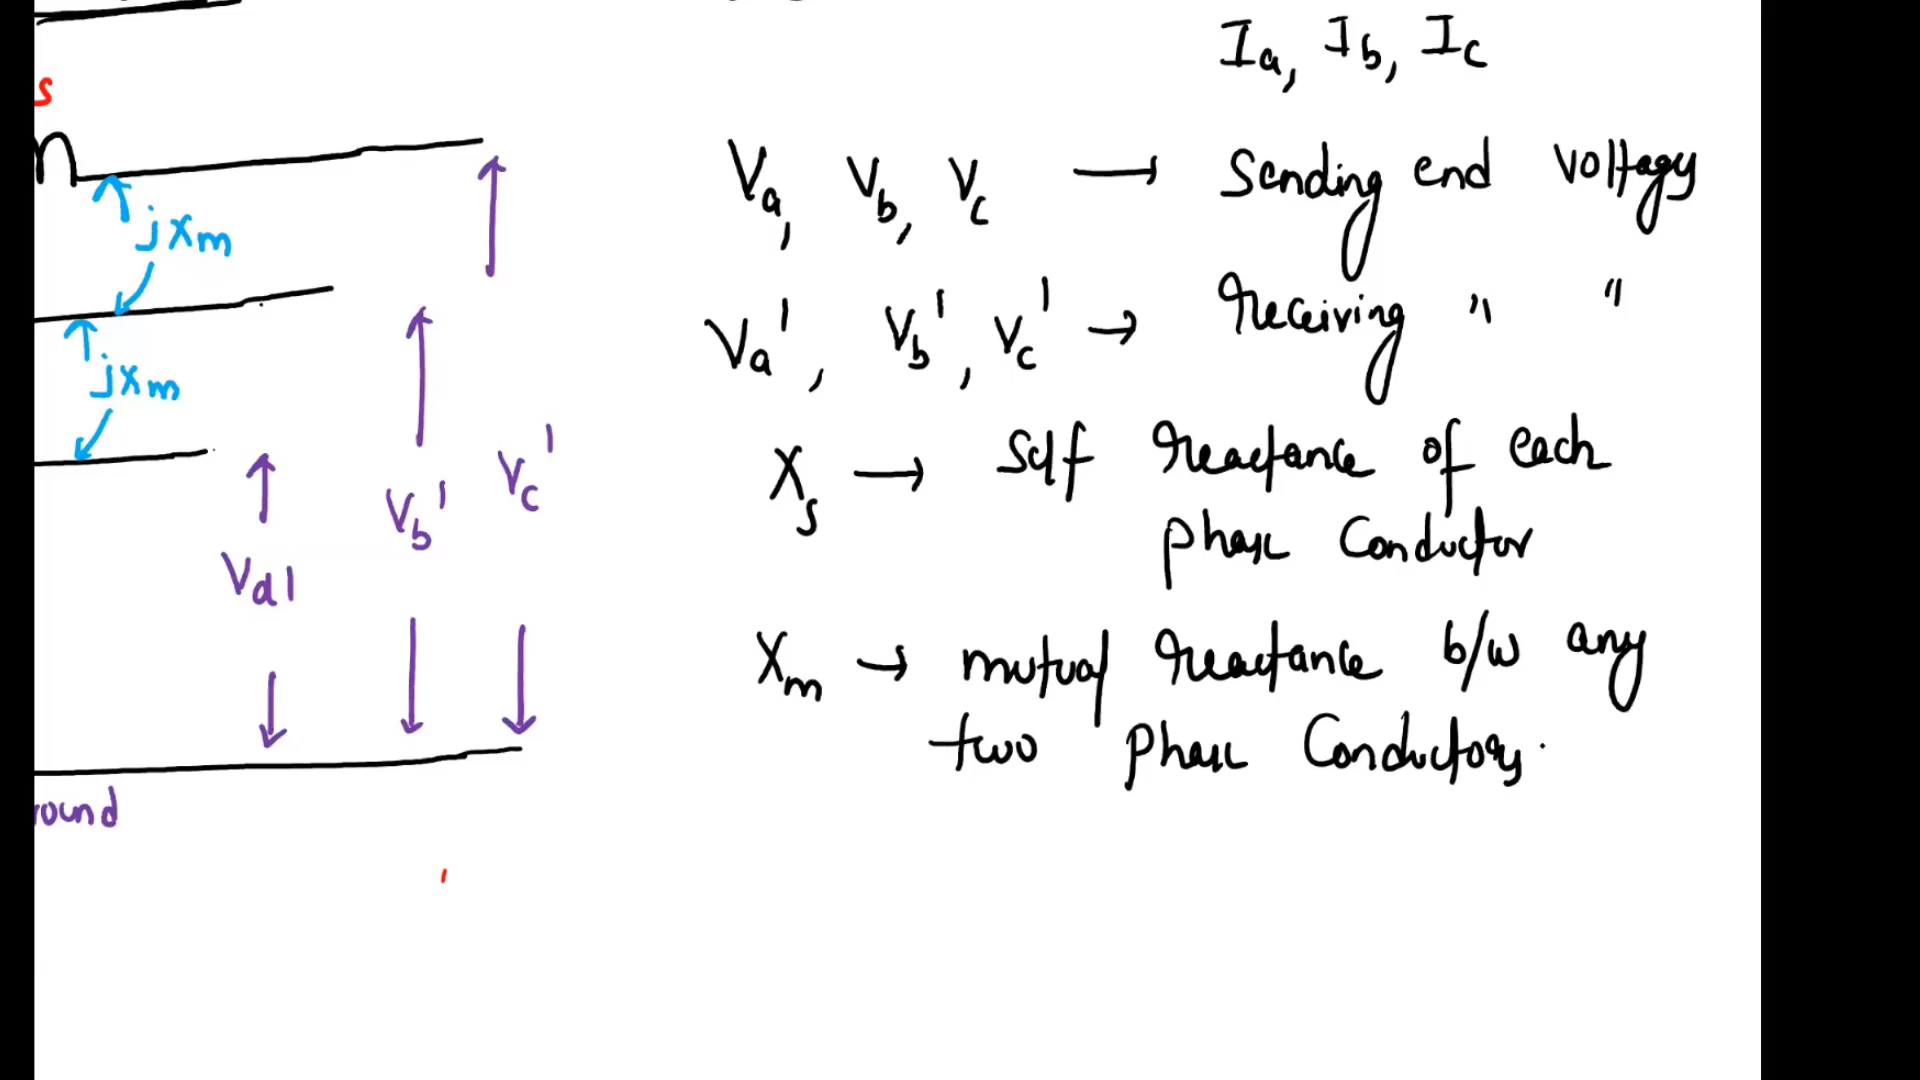 Ia, Ib, Ic
s
Va, Vb, Vc → Sending end voltages
jXm
Va', Vb', Vc' → Receiving " "
jXm
Xs → Self Reactance of each
phase Conductor
Va' Vb' Vc'
Xm → mutual Reactance b/w any
two phase Conductors.
round